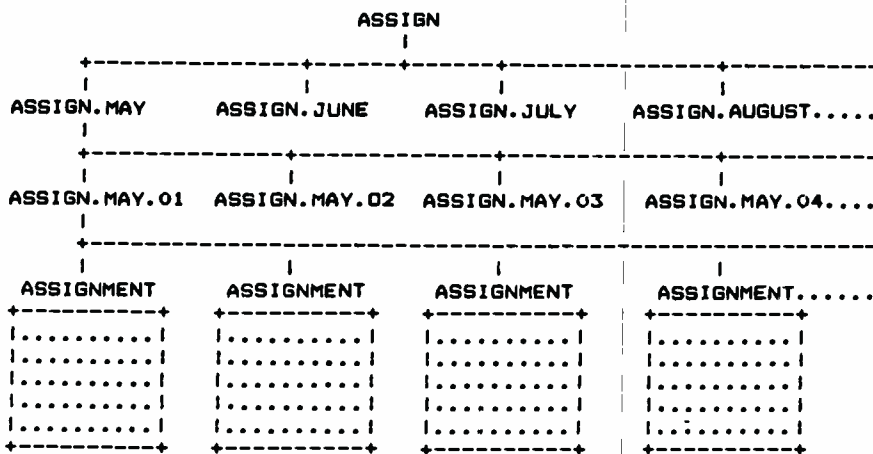 ASSIGN
ASSIGN.MAY ASSIGN.JUNE ASSIGN.JULY ASSIGN.AUGUST.....
ASSIGN.MAY.01 ASSIGN.MAY.02 ASSIGN.MAY.03 ASSIGN.MAY.04....
ASSIGNMENT ASSIGNMENT ASSIGNMENT ASSIGNMENT......